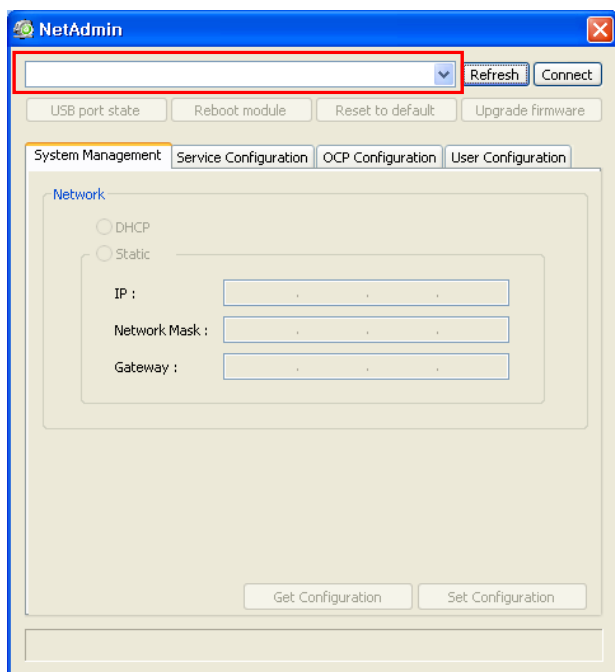 NetAdmin
Refresh Connect
USB port state Reboot module Reset to default Upgrade firmware
System Management Service Configuration OCP Configuration User Configuration
Network
DHCP
Static
IP :
Network Mask :
Gateway :
Get Configuration Set Configuration